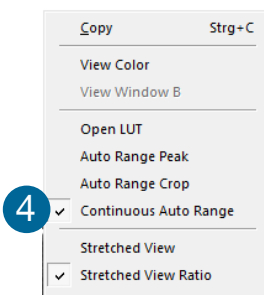 Copy Strg+C
View Color
View Window B
Open LUT
Auto Range Peak
Auto Range Crop
4 ✓ Continuous Auto Range
Stretched View
✓ Stretched View Ratio